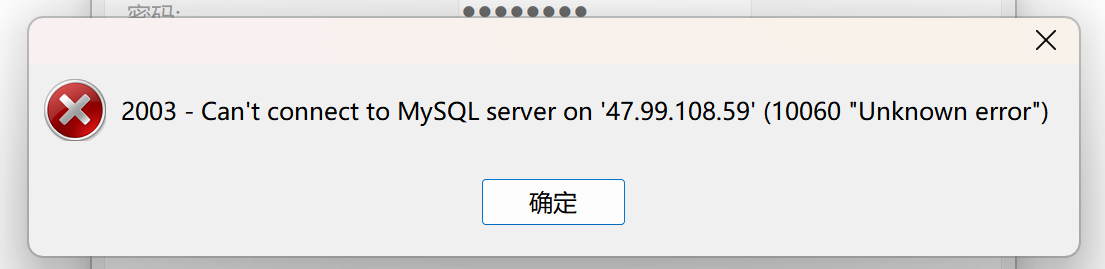 密码:
2003 - Can't connect to MySQL server on '47.99.108.59' (10060 "Unknown error")
确定